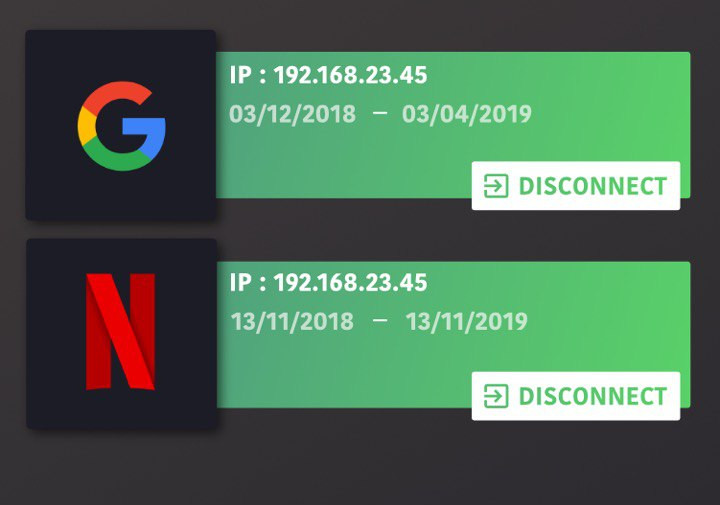 IP : 192.168.23.45
03/12/2018 – 03/04/2019
DISCONNECT
IP : 192.168.23.45
13/11/2018 – 13/11/2019
DISCONNECT